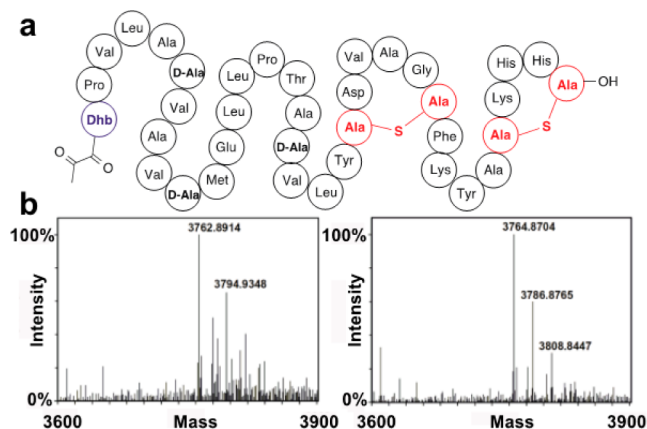 a
O
O
Dhb
Pro
Val
Leu
Ala
D-Ala
Val
Ala
Val
D-Ala
Met
Glu
Leu
Leu
Pro
Thr
Ala
D-Ala
Val
Leu
Tyr
Ala
S
Asp
Val
Ala
Gly
Ala
Phe
Lys
Tyr
Ala
Ala
S
Lys
His
His
Ala
OH
b
100%
Intensity
0%
3762.8914
3794.9348
3600
Mass
3900
100%
Intensity
0%
3764.8704
3786.8765
3808.8447
3600
Mass
3900